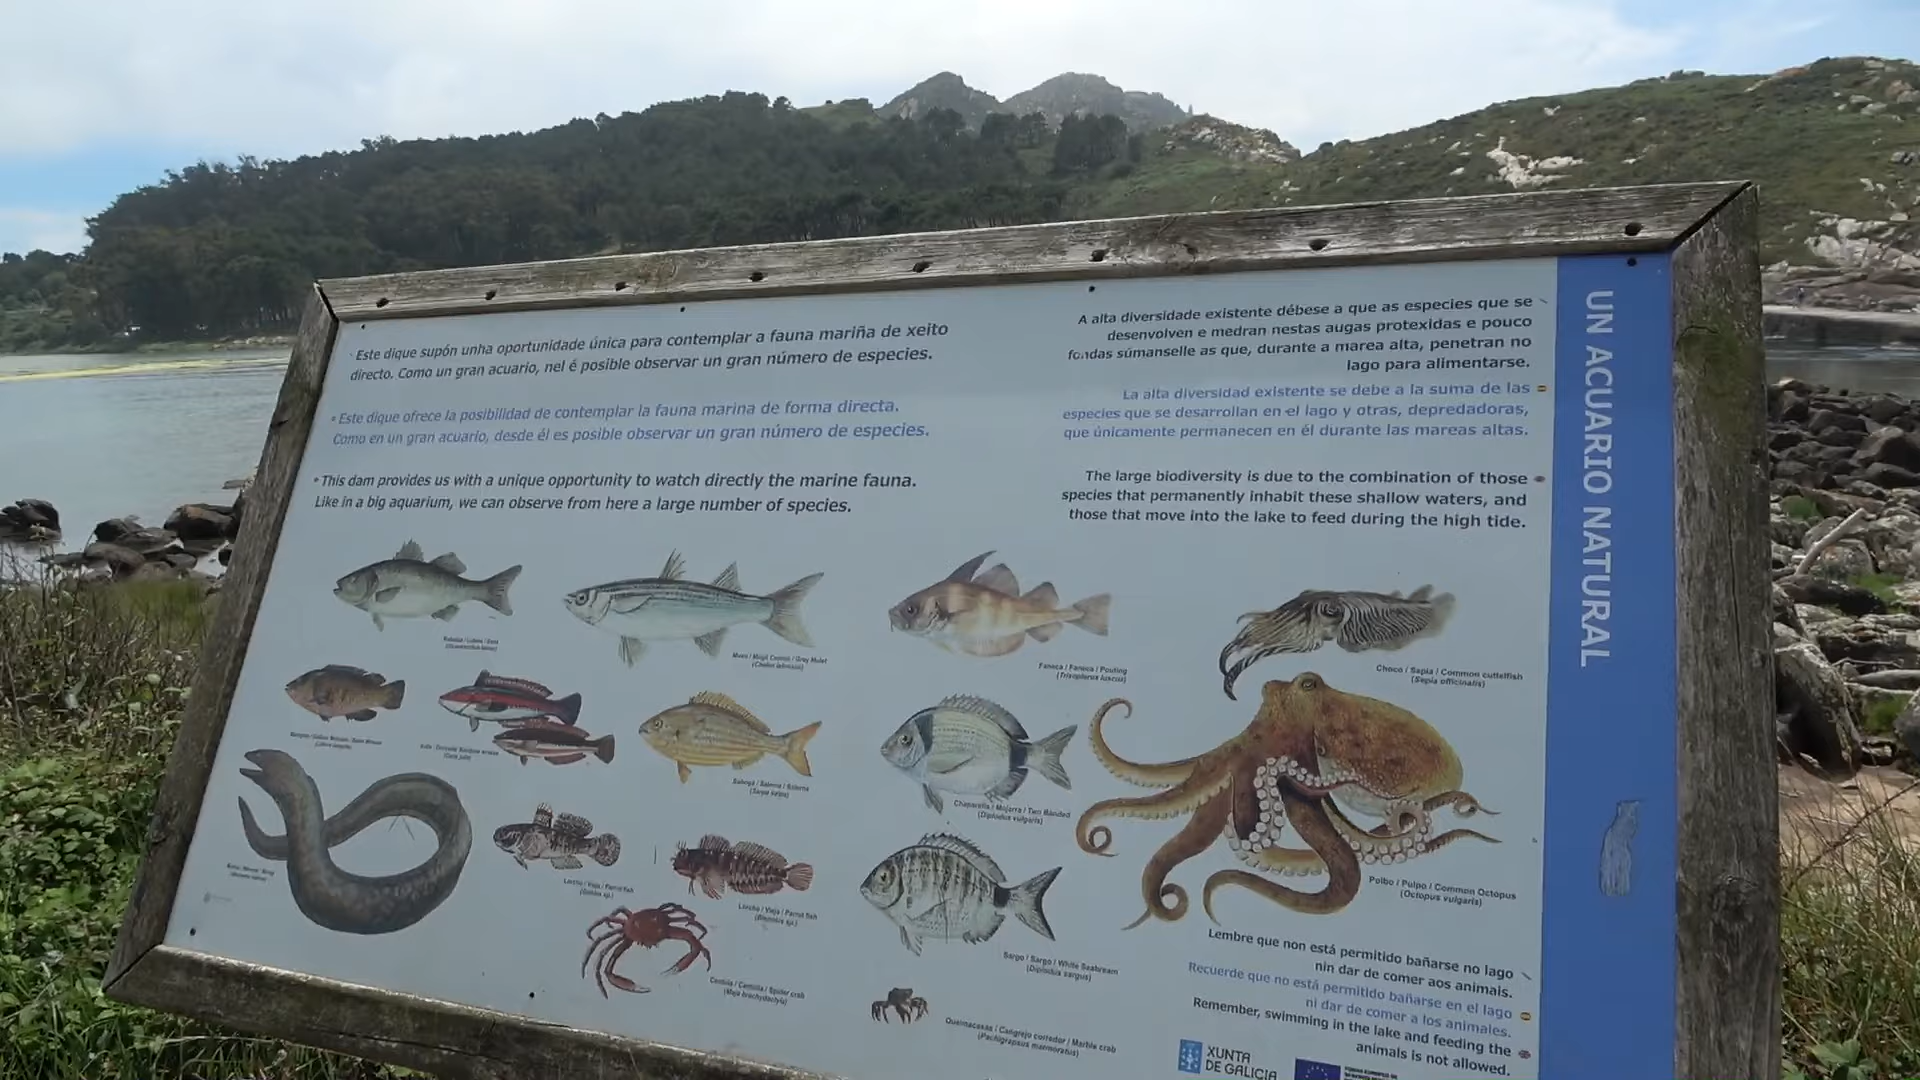 Este dique supón unha oportunidade única para contemplar a fauna mariña de xeito
directo. Como un gran acuario, nel é posible observar un gran número de especies.
Este dique ofrece la posibilidad de contemplar la fauna marina de forma directa.
Como en un gran acuario, desde él es posible observar un gran número de especies.
This dam provides us with a unique opportunity to watch directly the marine fauna.
Like in a big aquarium, we can observe from here a large number of species.
A alta diversidade existente débese a que as especies que se
desenvolven e medran nestas augas protexidas e pouco
fondas súmanselle as que, durante a marea alta, penetran no
lago para alimentarse.
La alta diversidad existente se debe a la suma de las
especies que se desarrollan en el lago y otras, depredadoras,
que únicamente permanecen en él durante las mareas altas.
The large biodiversity is due to the combination of those
species that permanently inhabit these shallow waters, and
those that move into the lake to feed during the high tide.
UN ACUARIO NATURAL
Grey Mulet
Faneca / Faneca / Pouting
(Trisopterus luscus)
Choco / Sepia / Common cuttelfish
(Sepia officinalis)
Salema
Mojarra / Two Banded
(Diplodus vulgaris)
Polbo / Pulpo / Common Octopus
(Octopus vulgaris)
Lorcho / Vieja / Parrot fish
Lorcho / Vieja / Parrot fish
Sargo / Sargo / White Seabream
(Diplodus sargus)
Centola / Centolla / Spider crab
(Maja brachydactyla)
Queimacasas / Cangrejo corredor / Marble crab
(Pachigrapsus marmoratus)
Lembre que non está permitido bañarse no lago
nin dar de comer aos animais.
Recuerde que no está permitido bañarse en el lago
ni dar de comer a los animales.
Remember, swimming in the lake and feeding the
animals is not allowed.
XUNTA
DE GALICIA